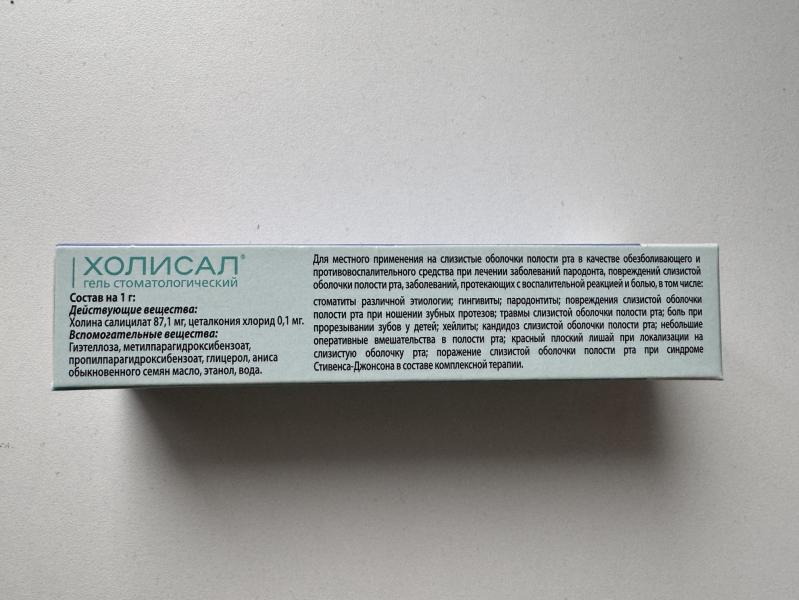 ХОЛИСАЛ®
гель стоматологический
Состав на 1 г:
Действующие вещества:
Холина салицилат 87,1 мг, цеталкония хлорид 0,1 мг.
Вспомогательные вещества:
Гиэтеллоза, метилпарагидроксибензоат,
пропилпарагидроксибензоат, глицерол, аниса
обыкновенного семян масло, этанол, вода.
Для местного применения на слизистые оболочки полости рта в качестве обезболивающего и
противовоспалительного средства при лечении заболеваний пародонта, повреждений слизистой
оболочки полости рта, заболеваний, протекающих с воспалительной реакцией и болью, в том числе:
стоматиты различной этиологии; гингивиты; пародонтиты; повреждения слизистой оболочки
полости рта при ношении зубных протезов; травмы слизистой оболочки полости рта; боль при
прорезывании зубов у детей; хейлиты; кандидоз слизистой оболочки полости рта; небольшие
оперативные вмешательства в полости рта; красный плоский лишай при локализации на
слизистую оболочку рта; поражение слизистой оболочки полости рта при синдроме
Стивенса-Джонсона в составе комплексной терапии.